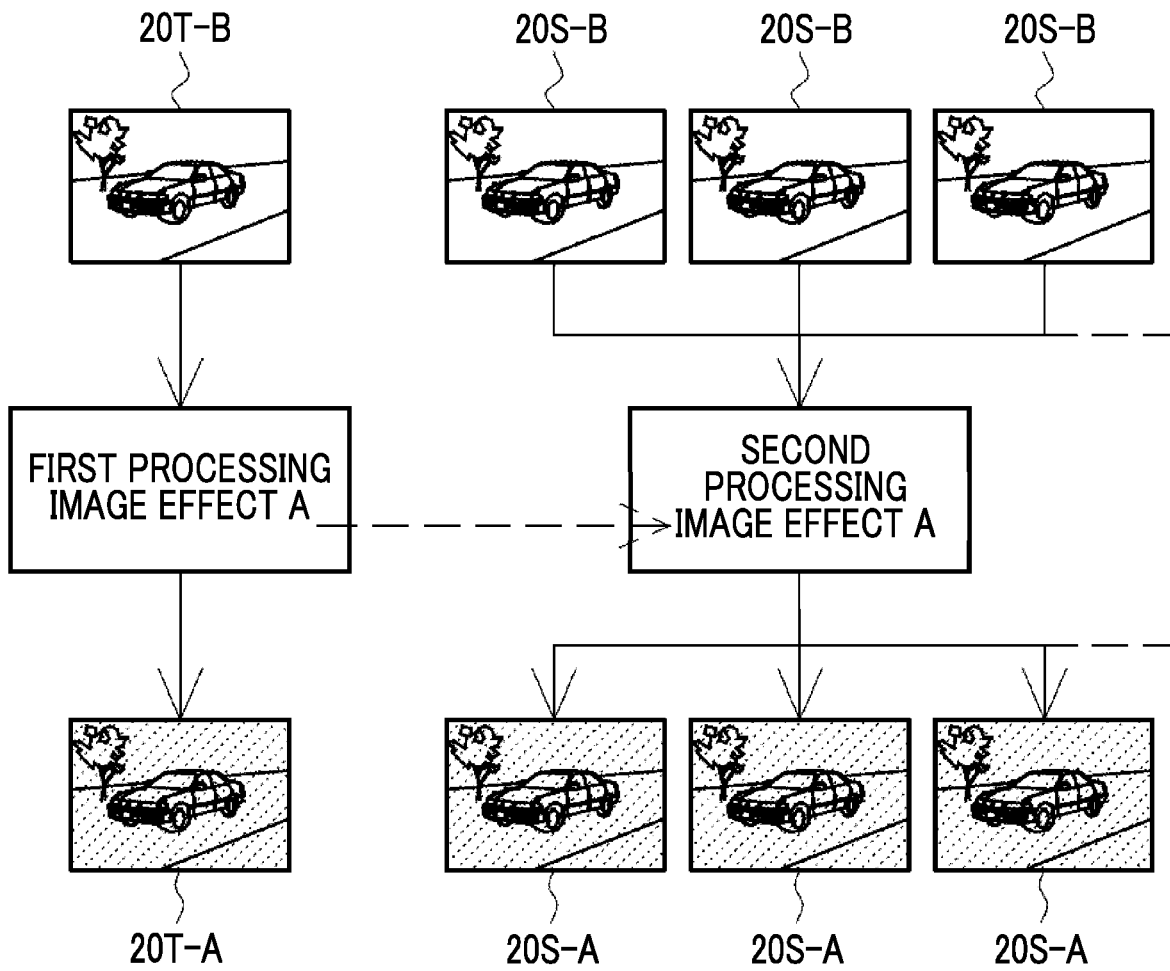 20T-B
20S-B
20S-B
20S-B
FIRST PROCESSING
IMAGE EFFECT A
SECOND
PROCESSING
IMAGE EFFECT A
20T-A
20S-A
20S-A
20S-A